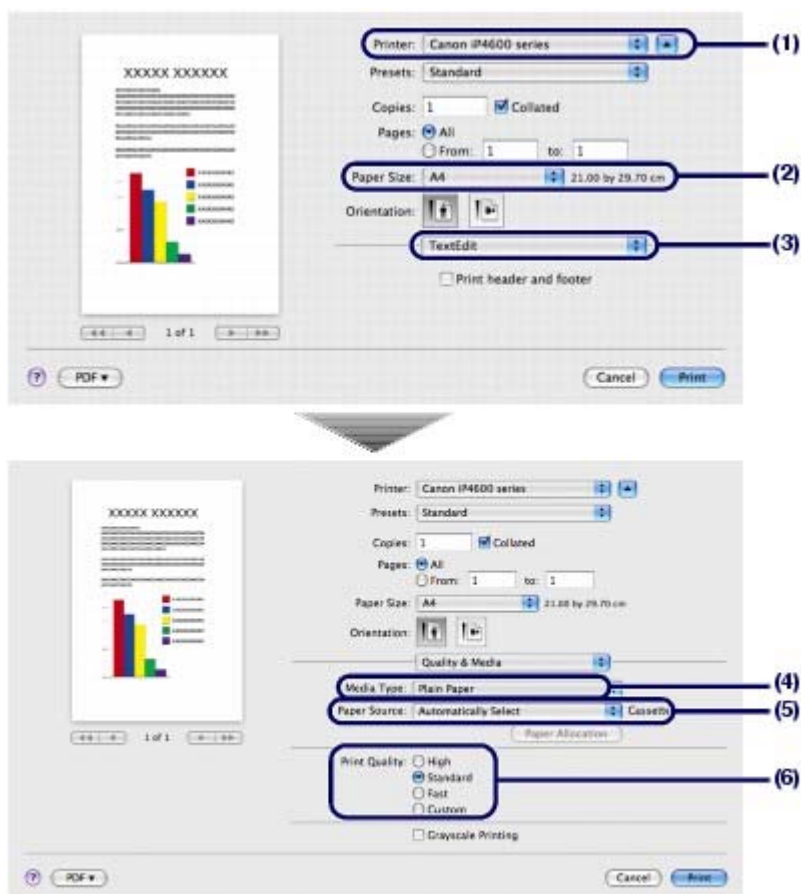 Printer: Canon iP4600 series (1)
XXXXX XXXXXX
Presets: Standard
Copies: 1 Collated
Pages: All
From: 1 to: 1
Paper Size: A4 21.00 by 29.70 cm (2)
Orientation:
TextEdit (3)
Print header and footer
1 of 1
? PDF Cancel Print
Printer: Canon iP4600 series
XXXXX XXXXXX
Presets: Standard
Copies: 1 Collated
Pages: All
From: 1 to: 1
Paper Size: A4 21.00 by 29.70 cm
Orientation:
Quality & Media
Media Type: Plain Paper (4)
Paper Source: Automatically Select (5)
1 of 1
Paper Allocation
Print Quality: High
Standard (6)
Fast
Custom
Grayscale Printing
? PDF Cancel Print